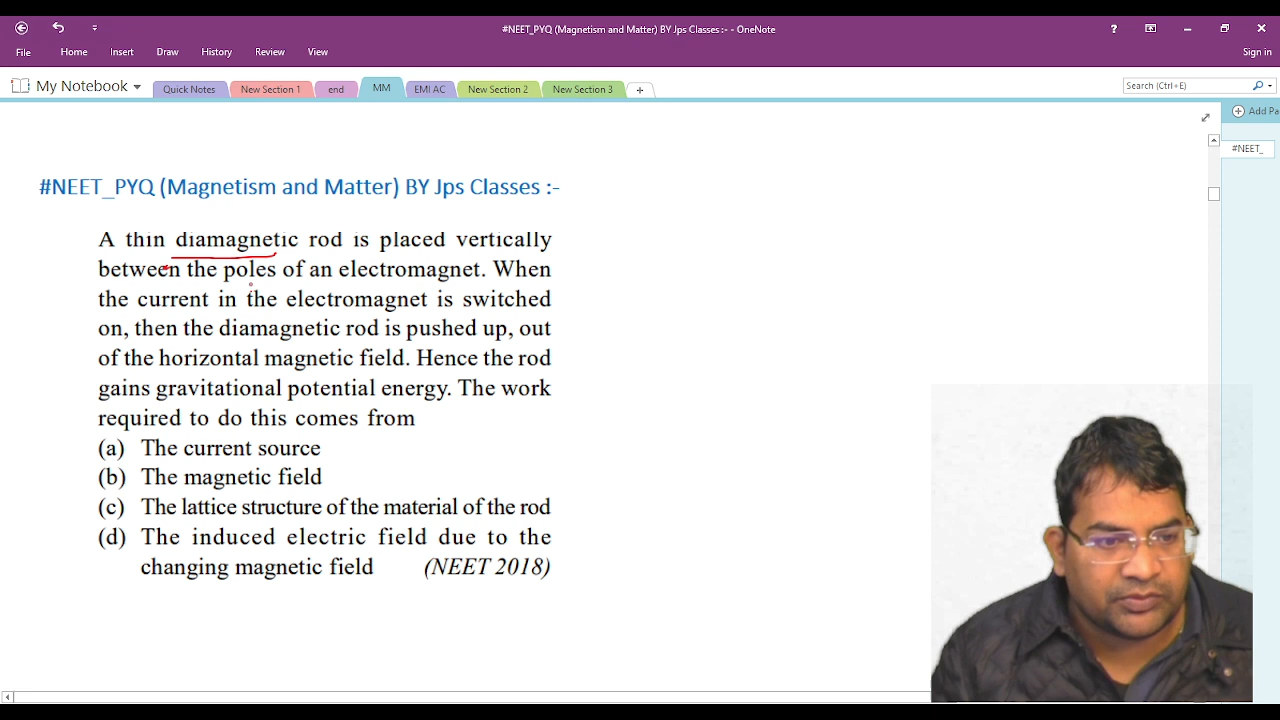 #NEET_PYQ (Magnetism and Matter) BY Jps Classes :- - OneNote
?
File Home Insert Draw History Review View
Sign in
My Notebook Quick Notes New Section 1 end MM EMI AC New Section 2 New Section 3 +
Search (Ctrl+E)
Add Pa
#NEET_
#NEET_PYQ (Magnetism and Matter) BY Jps Classes :-
A thin diamagnetic rod is placed vertically
between the poles of an electromagnet. When
the current in the electromagnet is switched
on, then the diamagnetic rod is pushed up, out
of the horizontal magnetic field. Hence the rod
gains gravitational potential energy. The work
required to do this comes from
(a) The current source
(b) The magnetic field
(c) The lattice structure of the material of the rod
(d) The induced electric field due to the
changing magnetic field (NEET 2018)